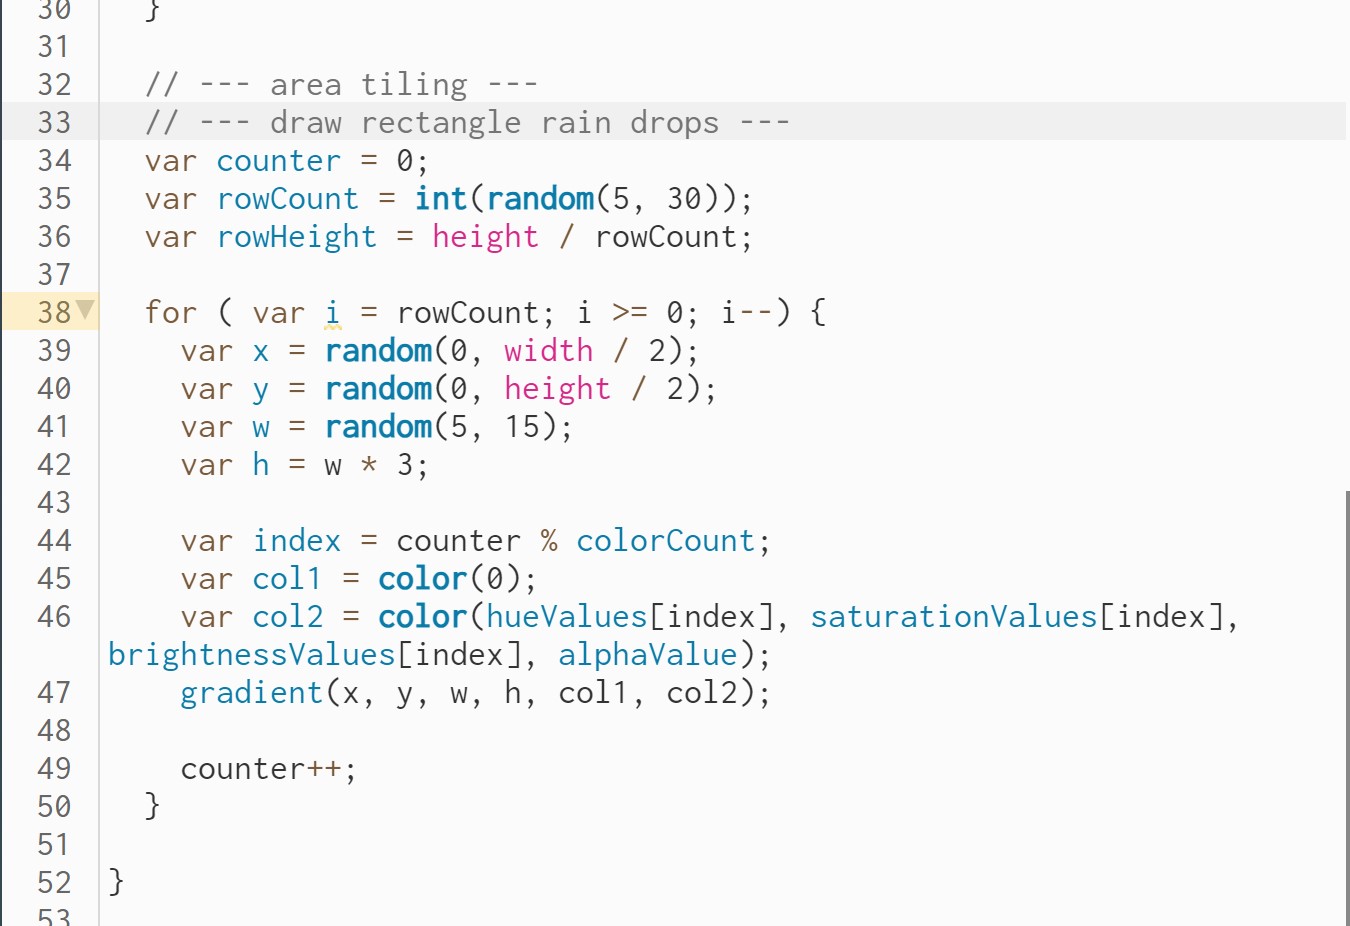 30 }
31
32 // --- area tiling ---
33 // --- draw rectangle rain drops ---
34 var counter = 0;
35 var rowCount = int(random(5, 30));
36 var rowHeight = height / rowCount;
37
38 for ( var i = rowCount; i >= 0; i--) {
39 var x = random(0, width / 2);
40 var y = random(0, height / 2);
41 var w = random(5, 15);
42 var h = w * 3;
43
44 var index = counter % colorCount;
45 var col1 = color(0);
46 var col2 = color(hueValues[index], saturationValues[index],
brightnessValues[index], alphaValue);
47 gradient(x, y, w, h, col1, col2);
48
49 counter++;
50 }
51
52 }
53